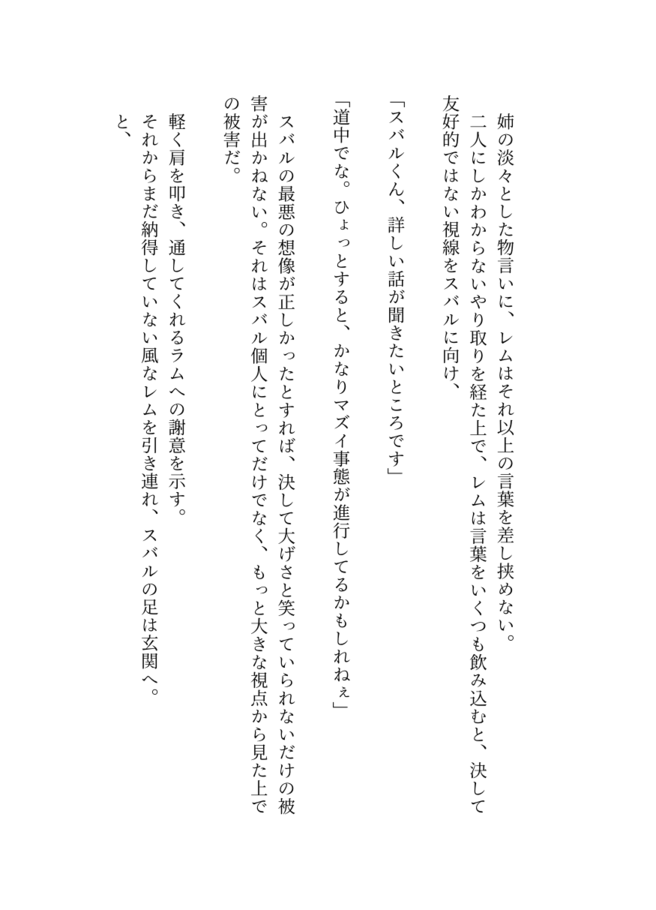 姉の淡々とした物言いに、レムはそれ以上の言葉を差し挟めない。
二人にしかわからないやり取りを経た上で、レムは言葉をいくつも飲み込むと、決して
友好的ではない視線をスバルに向け、
「スバルくん、詳しい話が聞きたいところです」
「道中でな。ひょっとすると、かなりマズイ事態が進行してるかもしれねぇ」
スバルの最悪の想像が正しかったとすれば、決して大げさと笑っていられないだけの被
害が出かねない。それはスバル個人にとってだけでなく、もっと大きな視点から見た上で
の被害だ。
軽く肩を叩き、通してくれるラムへの謝意を示す。
それからまだ納得していない風なレムを引き連れ、スバルの足は玄関へ。
と、